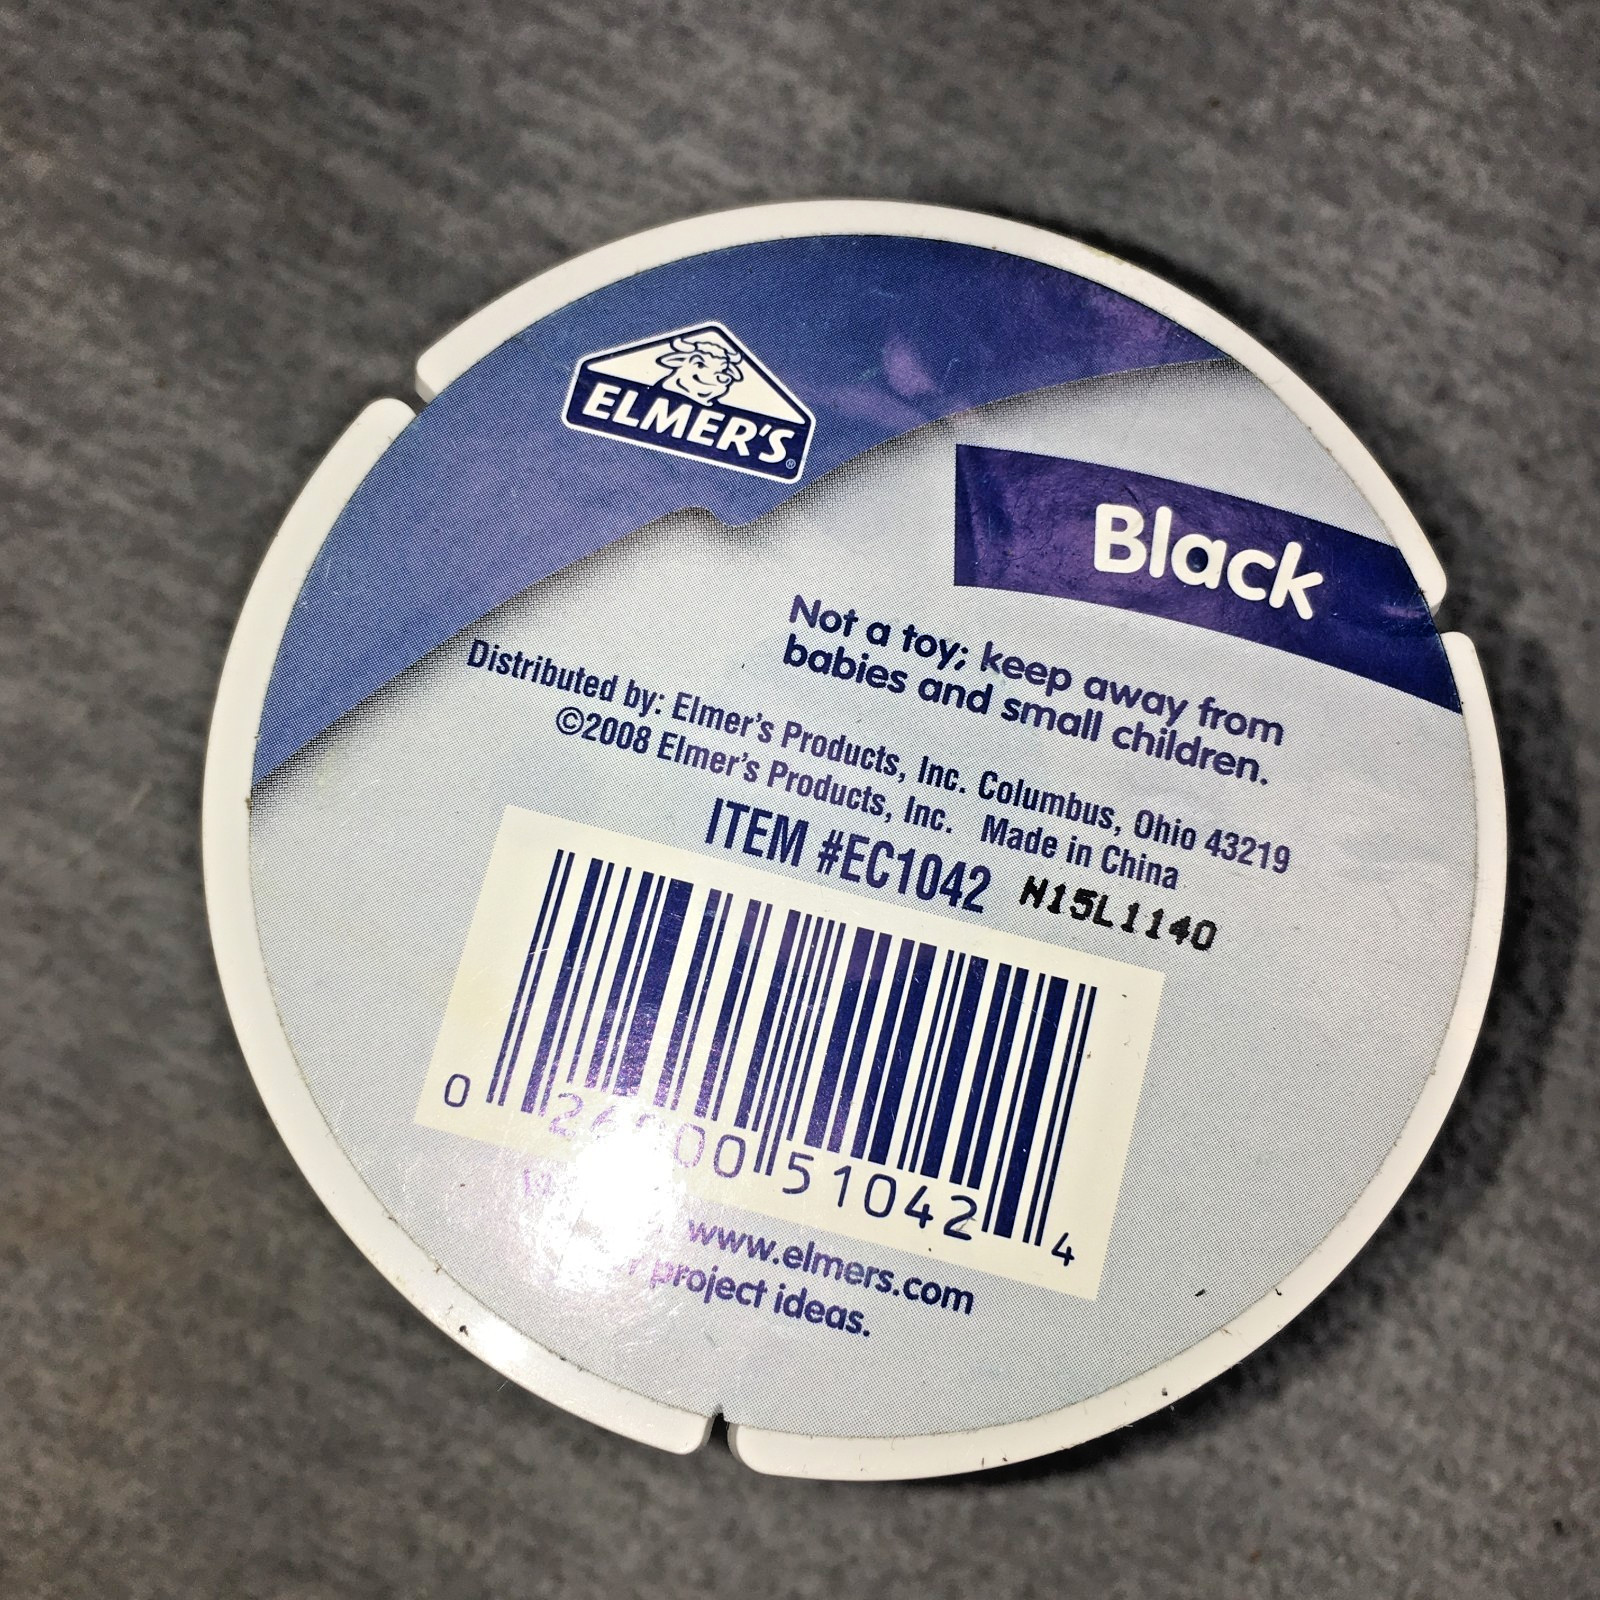 ELMER'S®
Black
Not a toy; keep away from
babies and small children.
Distributed by: Elmer's Products, Inc. Columbus, Ohio 43219
©2008 Elmer's Products, Inc. Made in China
ITEM #EC1042 N15L1140
0 00 51042 4
www.elmers.com
project ideas.